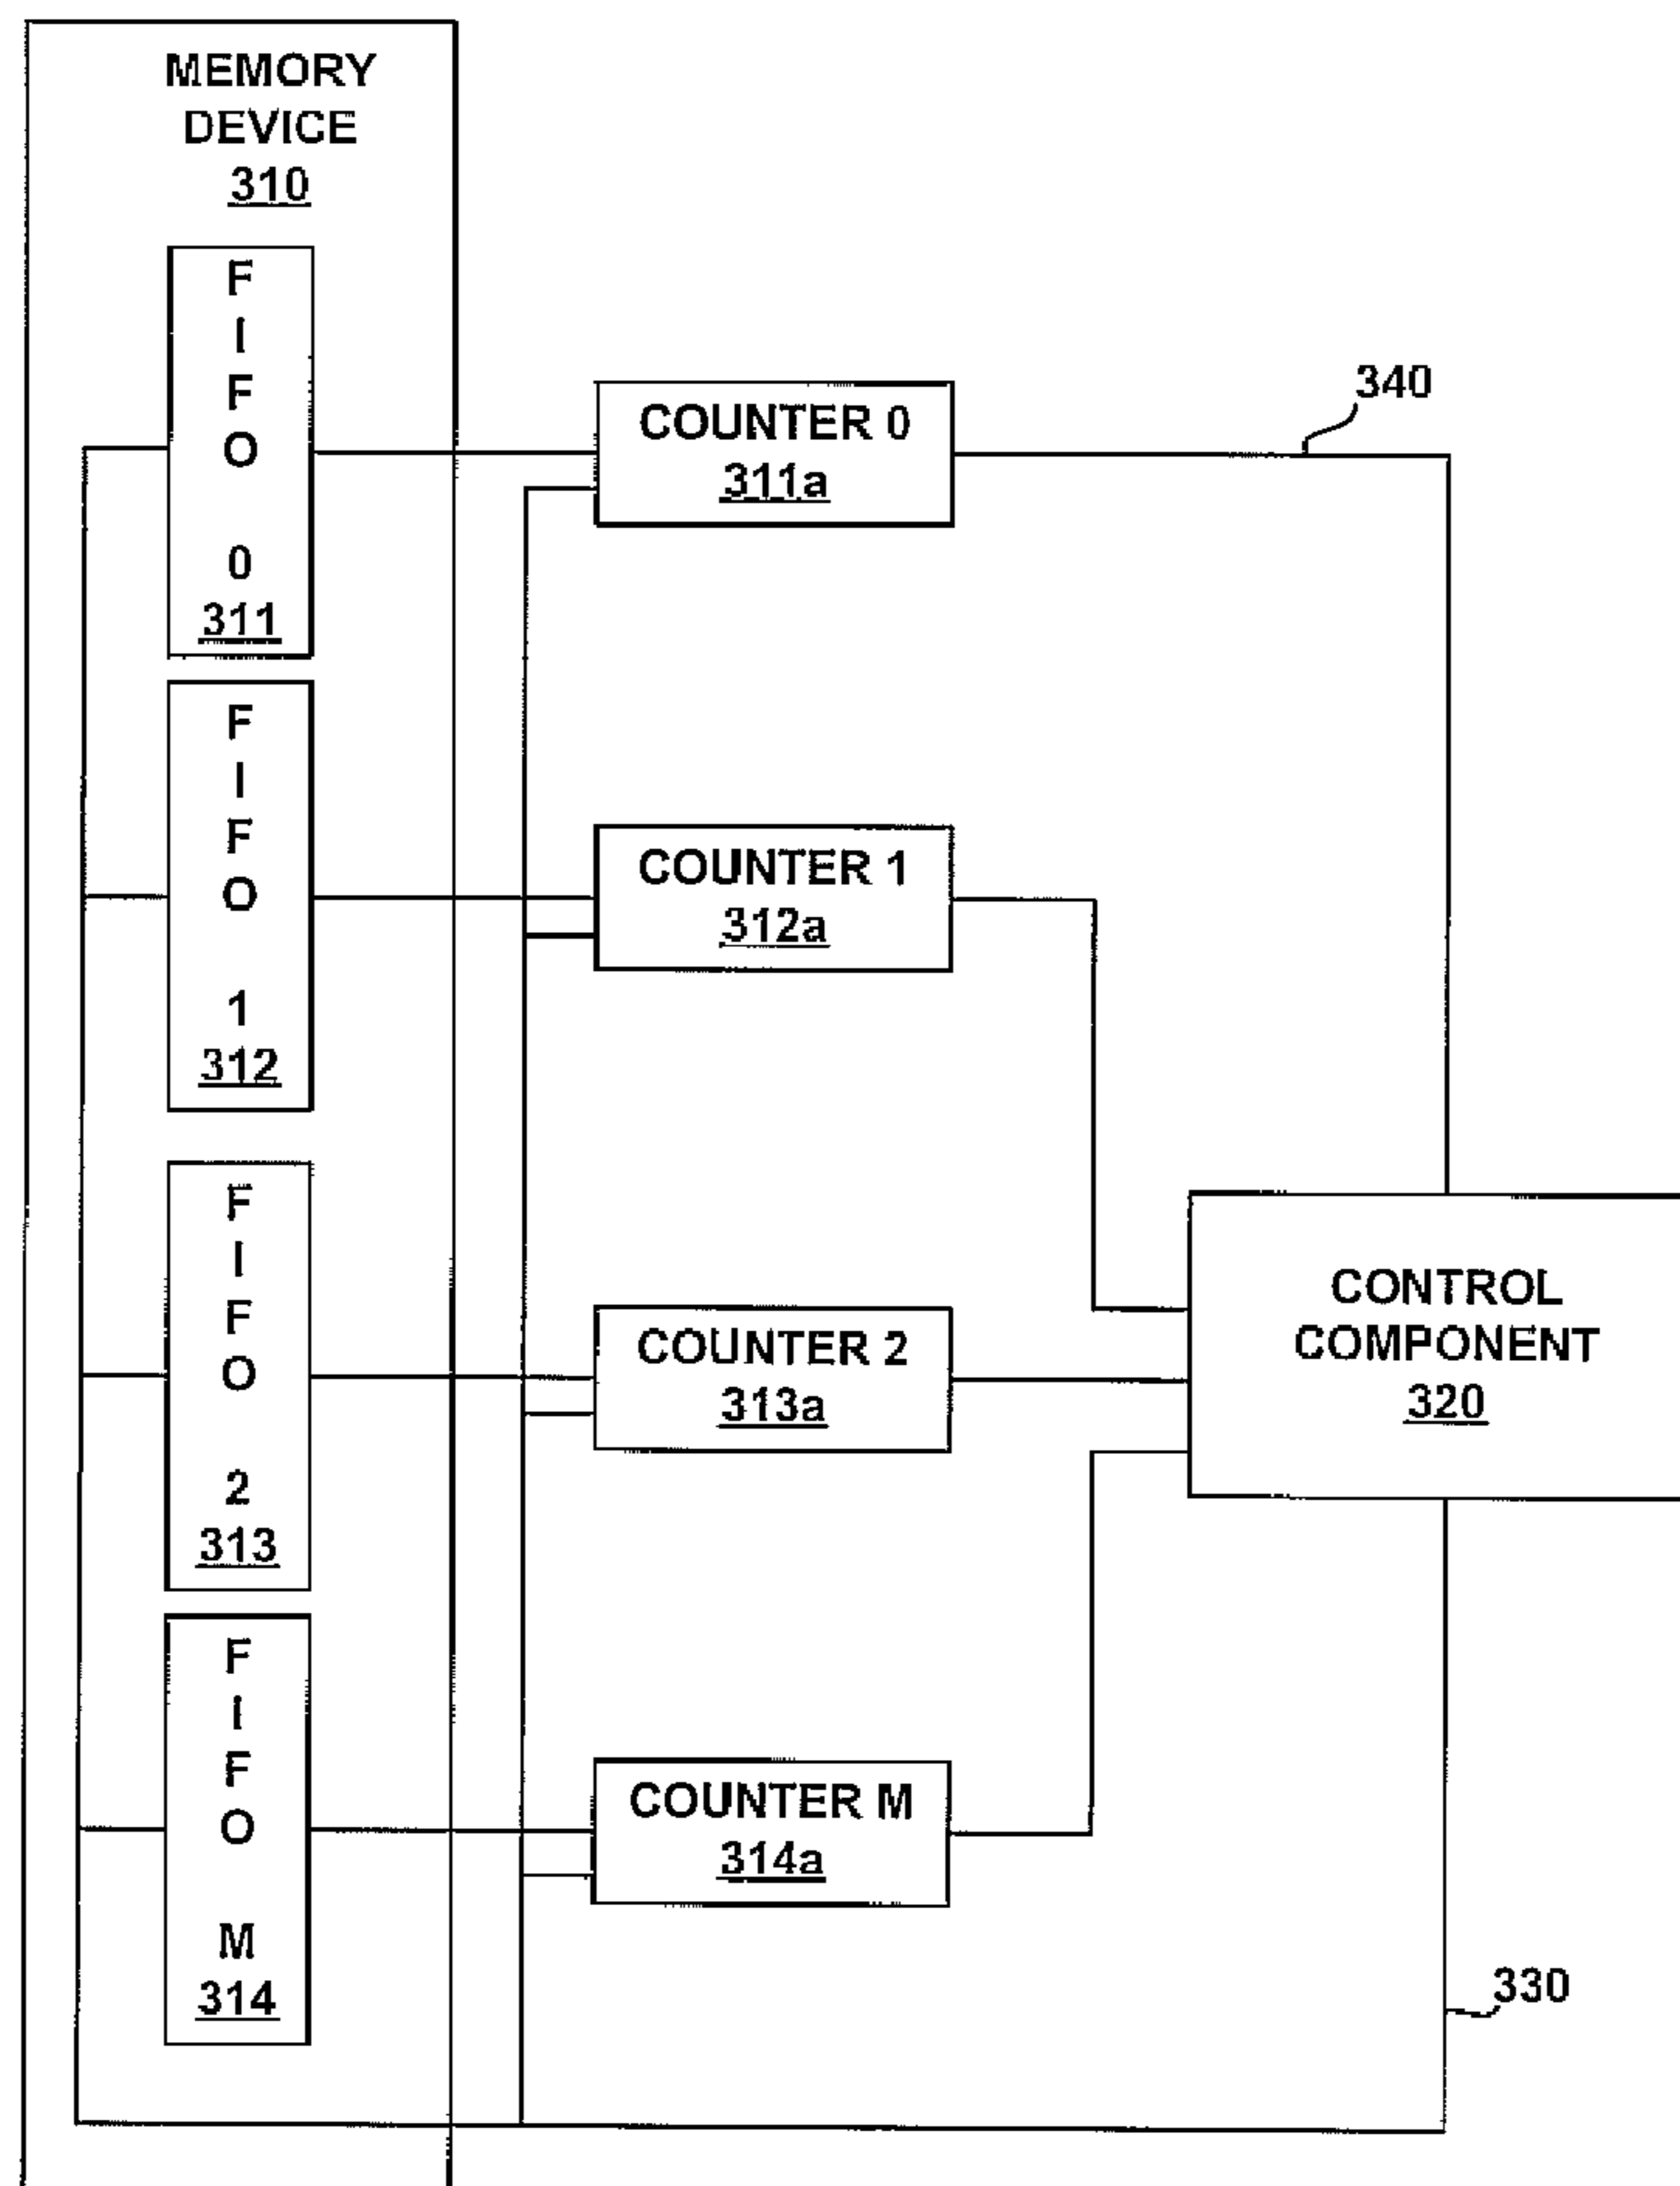 MEMORY
DEVICE
310
F
I
F
O
0
311
F
I
F
O
1
312
F
I
F
O
2
313
F
I
F
O
M
314
COUNTER 0
311a
COUNTER 1
312a
COUNTER 2
313a
COUNTER M
314a
340
CONTROL
COMPONENT
320
330